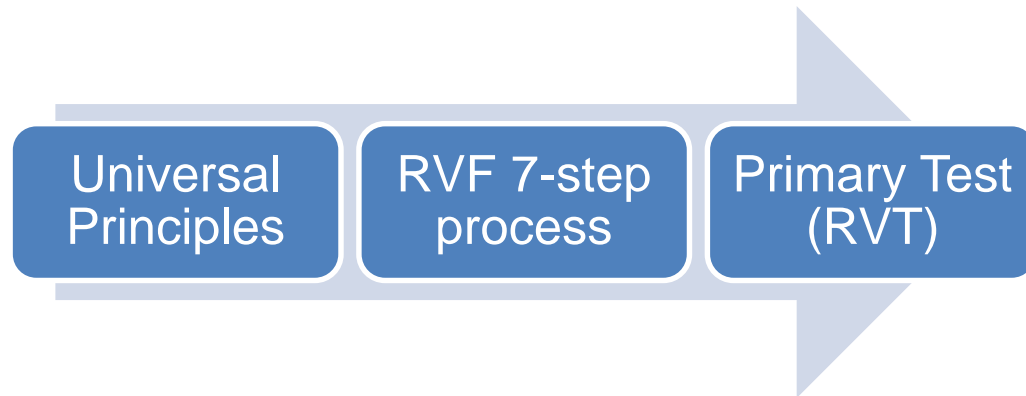 Universal
Principles
RVF 7-step
process
Primary Test
(RVT)